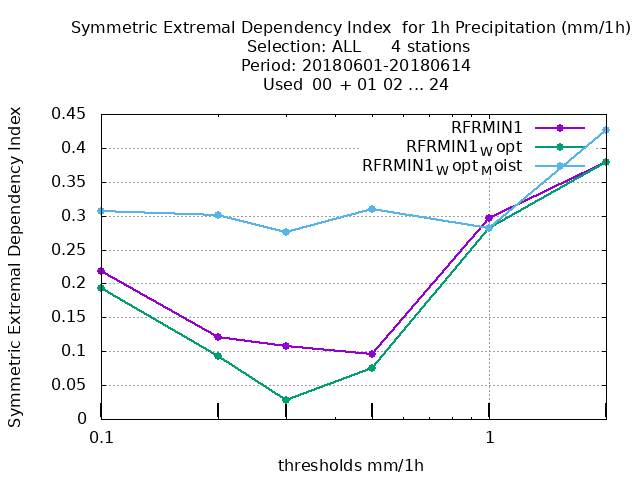 Symmetric Extremal Dependency Index  for 1h Precipitation (mm/1h)
Selection: ALL      4 stations
Period: 20180601-20180614
Used  00  + 01 02 ... 24
Symmetric Extremal Dependency Index
0.45
0.4
0.35
0.3
0.25
0.2
0.15
0.1
0.05
0
RFRMIN1
RFRMIN1Wopt
RFRMIN1WoptMoist
0.1
1
thresholds mm/1h